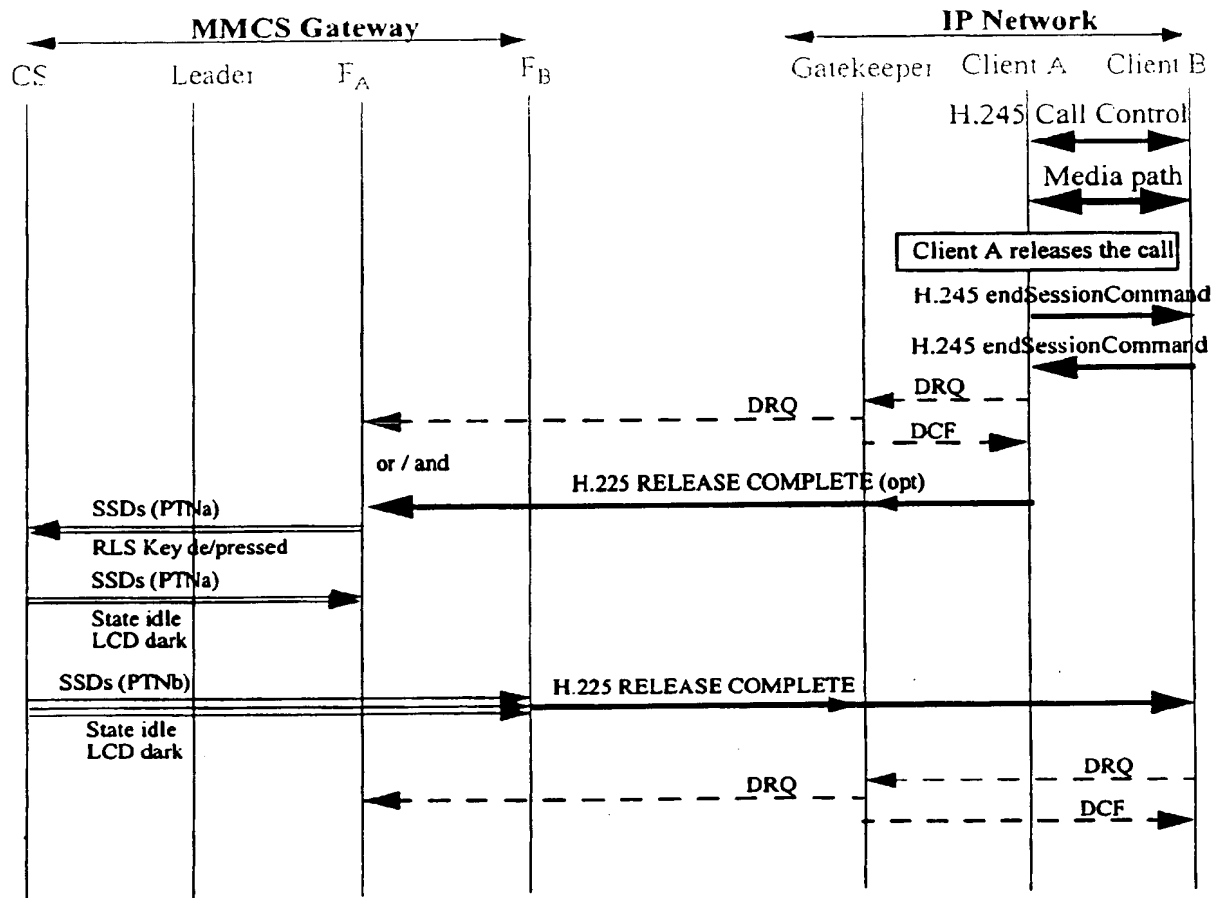 MMCS Gateway
IP Network
CS
Leader
FA
FB
Gatekeeper
Client A
Client B
H.245 Call Control
Media path
Client A releases the call
H.245 endSessionCommand
H.245 endSessionCommand
DRQ
DRQ
DCF
or / and
H.225 RELEASE COMPLETE (opt)
SSDs (PTNa)
RLS Key de/pressed
SSDs (PTNa)
State idle
LCD dark
SSDs (PTNb)
H.225 RELEASE COMPLETE
State idle
LCD dark
DRQ
DRQ
DCF